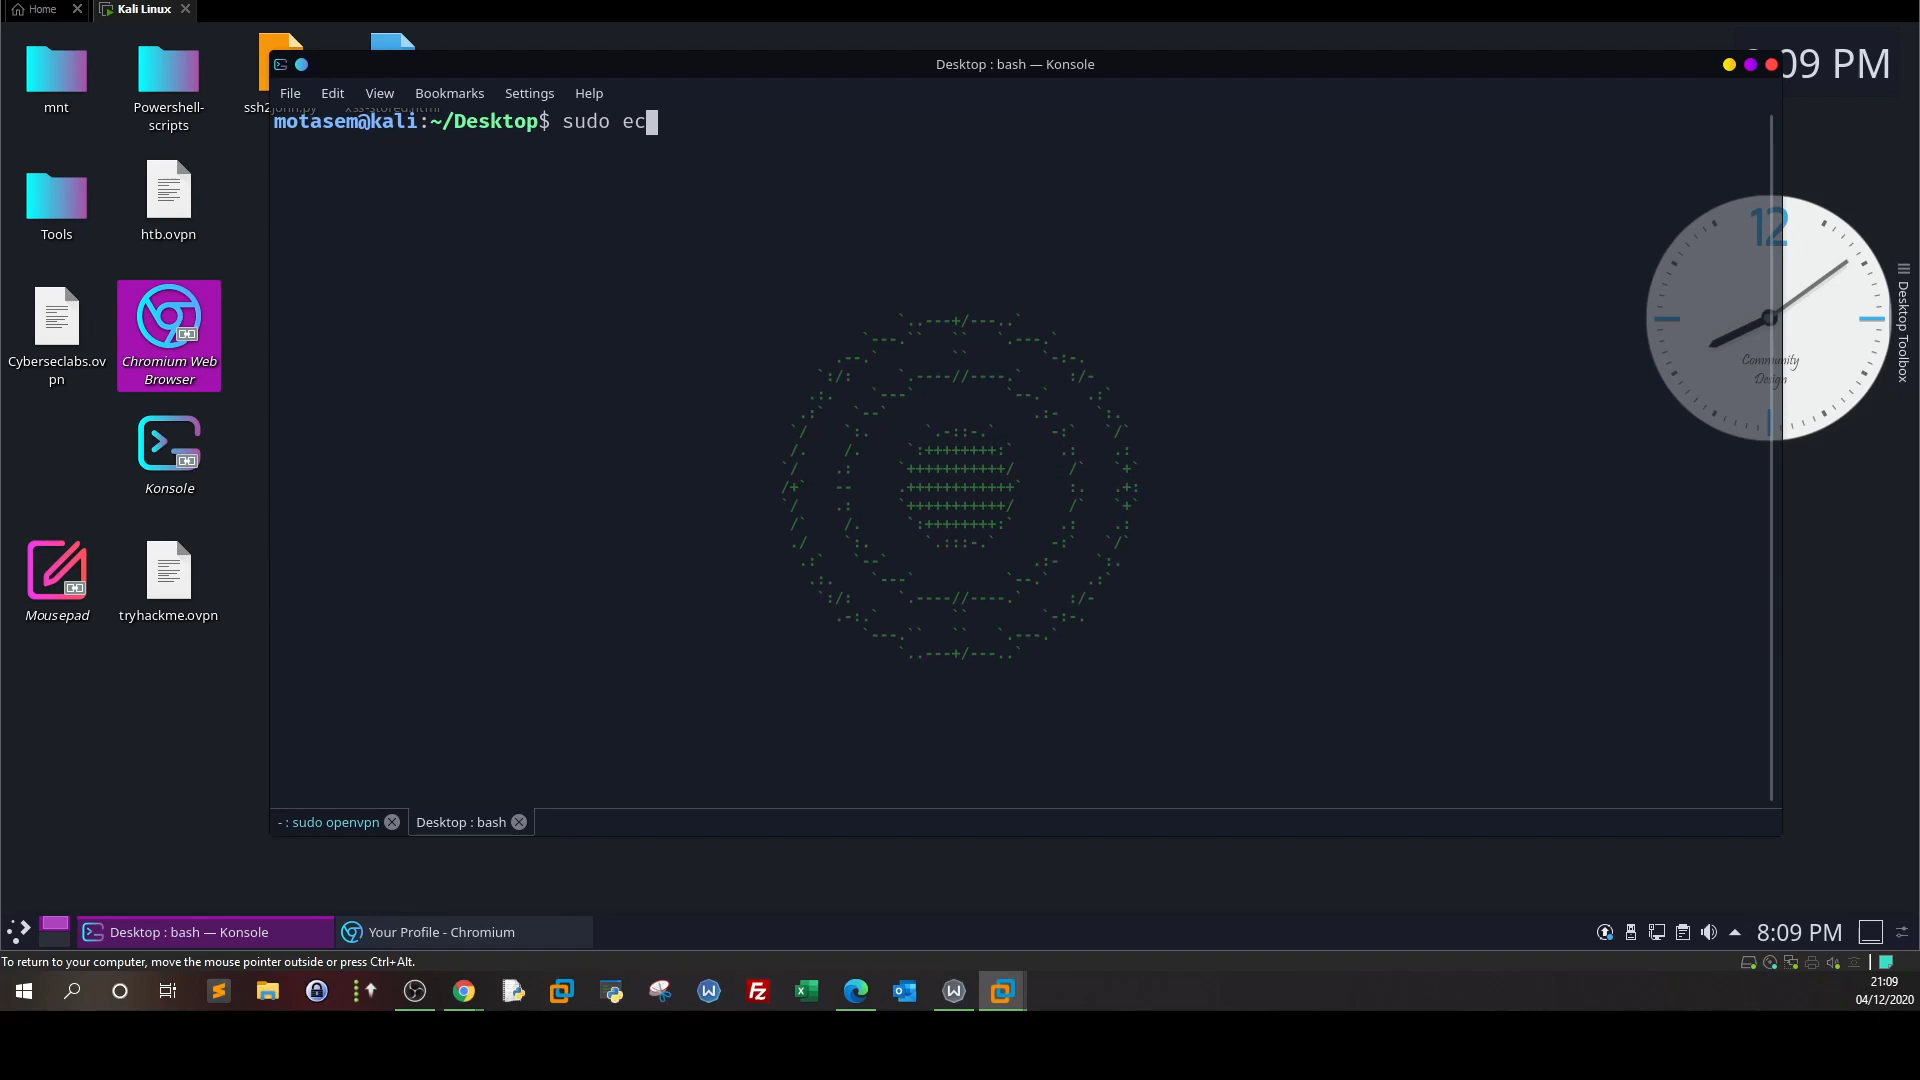 Home
Kali Linux
09 PM
Desktop : bash — Konsole
File Edit View Bookmarks Settings Help
motasem@kali:~/Desktop$ sudo ec
mnt
Powershell-
scripts
Tools
htb.ovpn
Cyberseclabs.ov
pn
Chromium Web
Browser
Konsole
Mousepad
tryhackme.ovpn
12
Community
Design
Desktop Toolbox
- : sudo openvpn
Desktop : bash
Desktop : bash — Konsole
Your Profile - Chromium
8:09 PM
To return to your computer, move the mouse pointer outside or press Ctrl+Alt.
21:09
04/12/2020